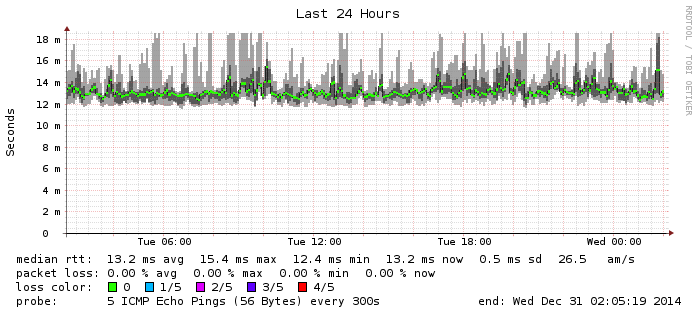 Last 24 Hours
RRDTOOL / TOBI OETIKER
Seconds
18 m
16 m
14 m
12 m
10 m
8 m
6 m
4 m
2 m
0
Tue 06:00 Tue 12:00 Tue 18:00 Wed 00:00
median rtt: 13.2 ms avg 15.4 ms max 12.4 ms min 13.2 ms now 0.5 ms sd 26.5 am/s
packet loss: 0.00 % avg 0.00 % max 0.00 % min 0.00 % now
loss color: 0 1/5 2/5 3/5 4/5
probe: 5 ICMP Echo Pings (56 Bytes) every 300s end: Wed Dec 31 02:05:19 2014